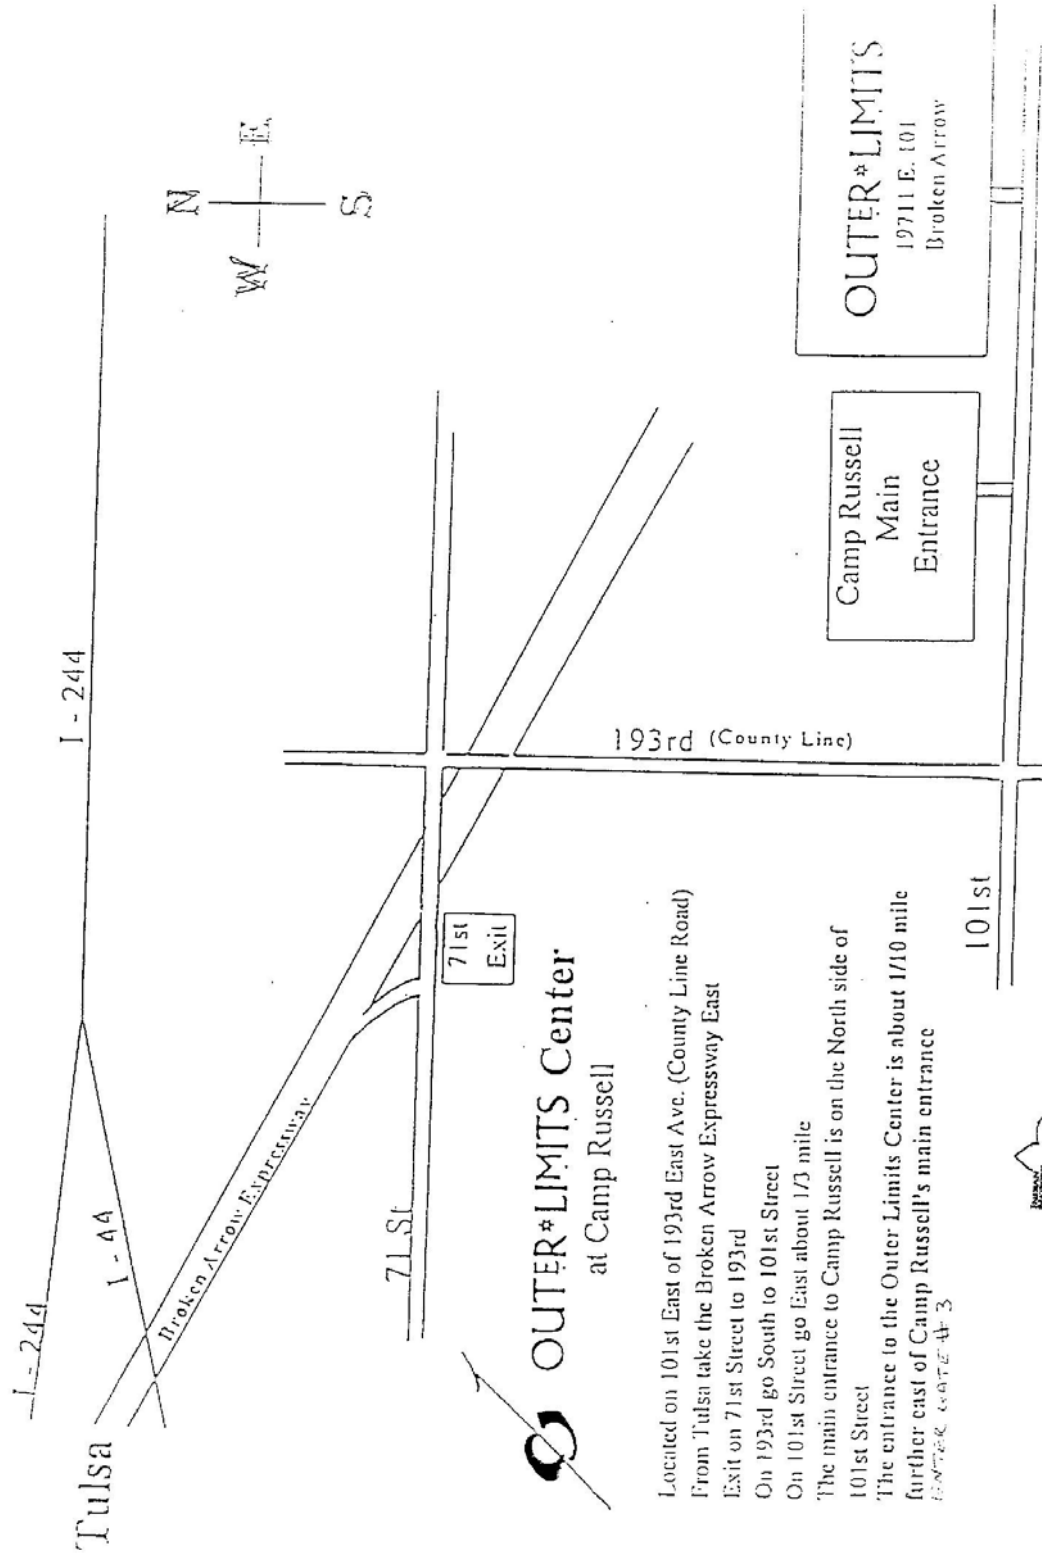 Tulsa
I - 244
I - 44
I - 244
Broken Arrow Expressway
N
W
E
S
71 St
71st
Exit
193rd (County Line)
101st
Camp Russell
Main
Entrance
OUTER*LIMITS
19711 E. 101
Broken Arrow
OUTER*LIMITS Center
at Camp Russell
Located on 101st East of 193rd East Ave. (County Line Road)
From Tulsa take the Broken Arrow Expressway East
Exit on 71st Street to 193rd
On 193rd go South to 101st Street
On 101st Street go East about 1/3 mile
The main entrance to Camp Russell is on the North side of
101st Street
The entrance to the Outer Limits Center is about 1/10 mile
further east of Camp Russell's main entrance
ENTER GATE # 3